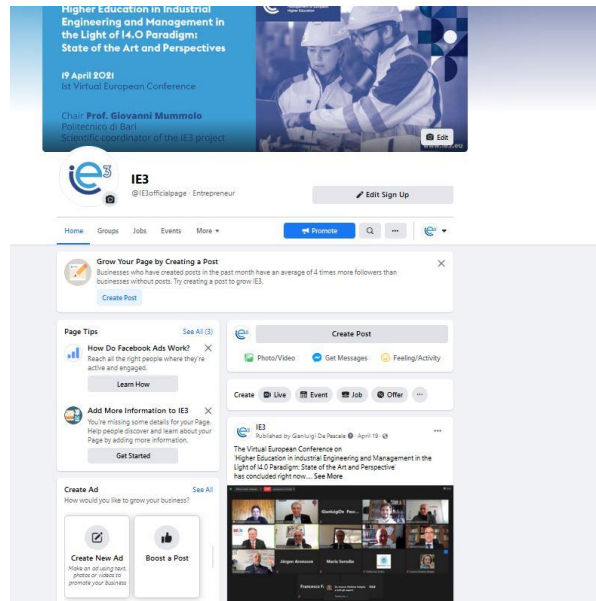 Higher Education in Industrial
Engineering and Management in
the Light of I4.O Paradigm:
State of the Art and Perspectives
19 April 2021
Ist Virtual European Conference
Chair Prof. Giovanni Mummolo
Politecnico di Bari
Scientific coordinator of the IE3 project
Higher Education
Edit
www.ie3.eu
ie3
IE3
@IE3officialpage · Entrepreneur
Edit Sign Up
Home Groups Jobs Events More
Promote
Grow Your Page by Creating a Post
Businesses who have created posts in the past month have an average of 4 times more followers than
businesses without posts. Try creating a post to grow IE3.
Create Post
Page Tips See All (3)
How Do Facebook Ads Work?
Reach all the right people where they're
active and engaged.
Learn How
Add More Information to IE3
You're missing some details for your Page.
Help people discover and learn about your
Page by adding more information.
Get Started
Create Ad See All
How would you like to grow your business?
Create New Ad
Make an ad using text,
photos or videos to
promote your business
Boost a Post
Create Post
Photo/Video Get Messages Feeling/Activity
Create Live Event Job Offer
IE3
Published by Gianluigi De Pascale · April 19
The Virtual European Conference on
'Higher Education in industrial Engineering and Management in the
Light of I4.O Paradigm: State of the Art and Perspective'
has concluded right now.... See More
Jörgen Aronsson